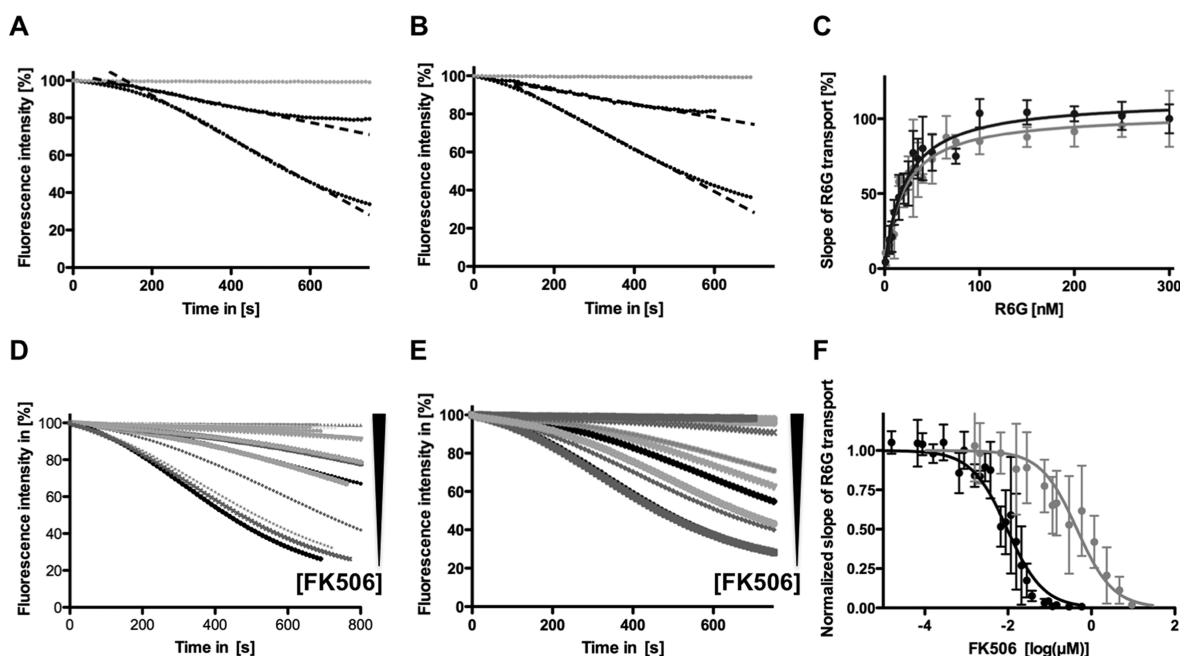 A
Fluorescence intensity [%]
100
80
60
40
20
0
0 200 400 600
Time in [s]
B
Fluorescence intensity [%]
100
80
60
40
20
0
0 200 400 600
Time in [s]
C
Slope of R6G transport [%]
100
50
0
0 100 200 300
R6G [nM]
D
Fluorescence intensity in [%]
100
80
60
40
20
0
0 200 400 600 800
Time in [s]
[FK506]
E
Fluorescence intensity in [%]
100
80
60
40
20
0
0 200 400 600
Time in [s]
[FK506]
F
Normalized slope of R6G transport
1.00
0.75
0.50
0.25
0.00
-4 -2 0 2
FK506 [log(µM)]